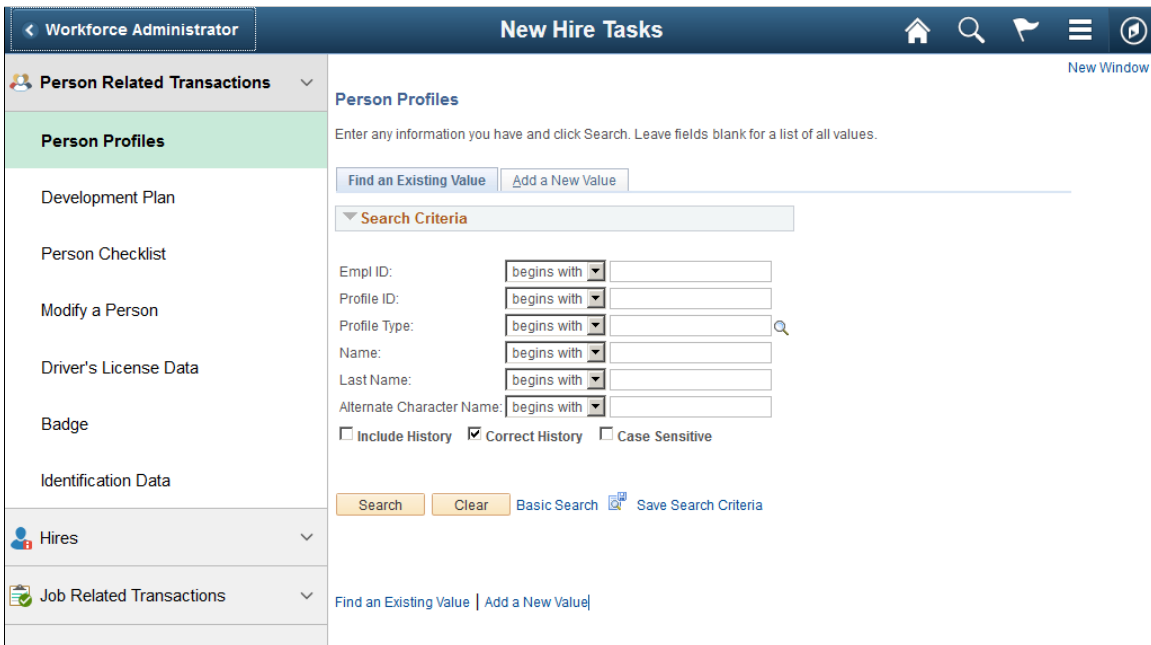 Workforce Administrator
New Hire Tasks
New Window
Person Related Transactions
Person Profiles
Development Plan
Person Checklist
Modify a Person
Driver's License Data
Badge
Identification Data
Hires
Job Related Transactions
Person Profiles
Enter any information you have and click Search. Leave fields blank for a list of all values.
Find an Existing Value Add a New Value
Search Criteria
Empl ID: begins with
Profile ID: begins with
Profile Type: begins with
Name: begins with
Last Name: begins with
Alternate Character Name: begins with
Include History Correct History Case Sensitive
Search Clear Basic Search Save Search Criteria
Find an Existing Value | Add a New Value